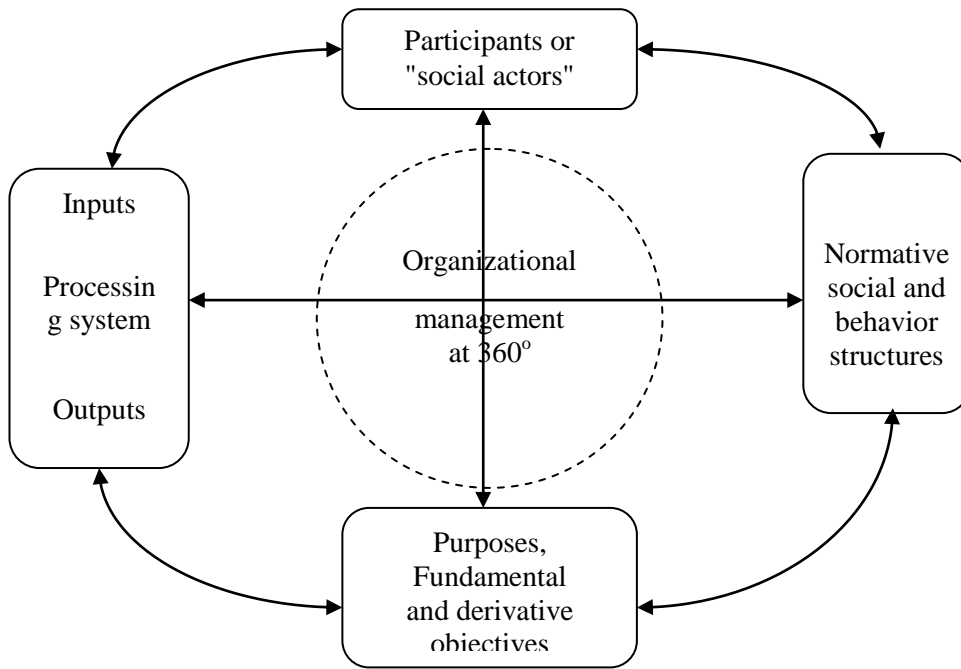 Participants or
"social actors"
Inputs
Processin
g system
Outputs
Organizational
management
at 360°
Normative
social and
behavior
structures
Purposes,
Fundamental
and derivative
objectives